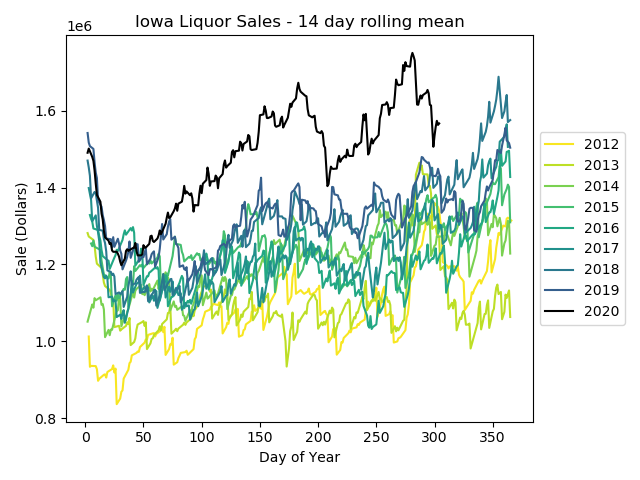 Iowa Liquor Sales - 14 day rolling mean
1e6
1.6
1.4
1.2
1.0
0.8
Sale (Dollars)
0 50 100 150 200 250 300 350
Day of Year
2012
2013
2014
2015
2016
2017
2018
2019
2020